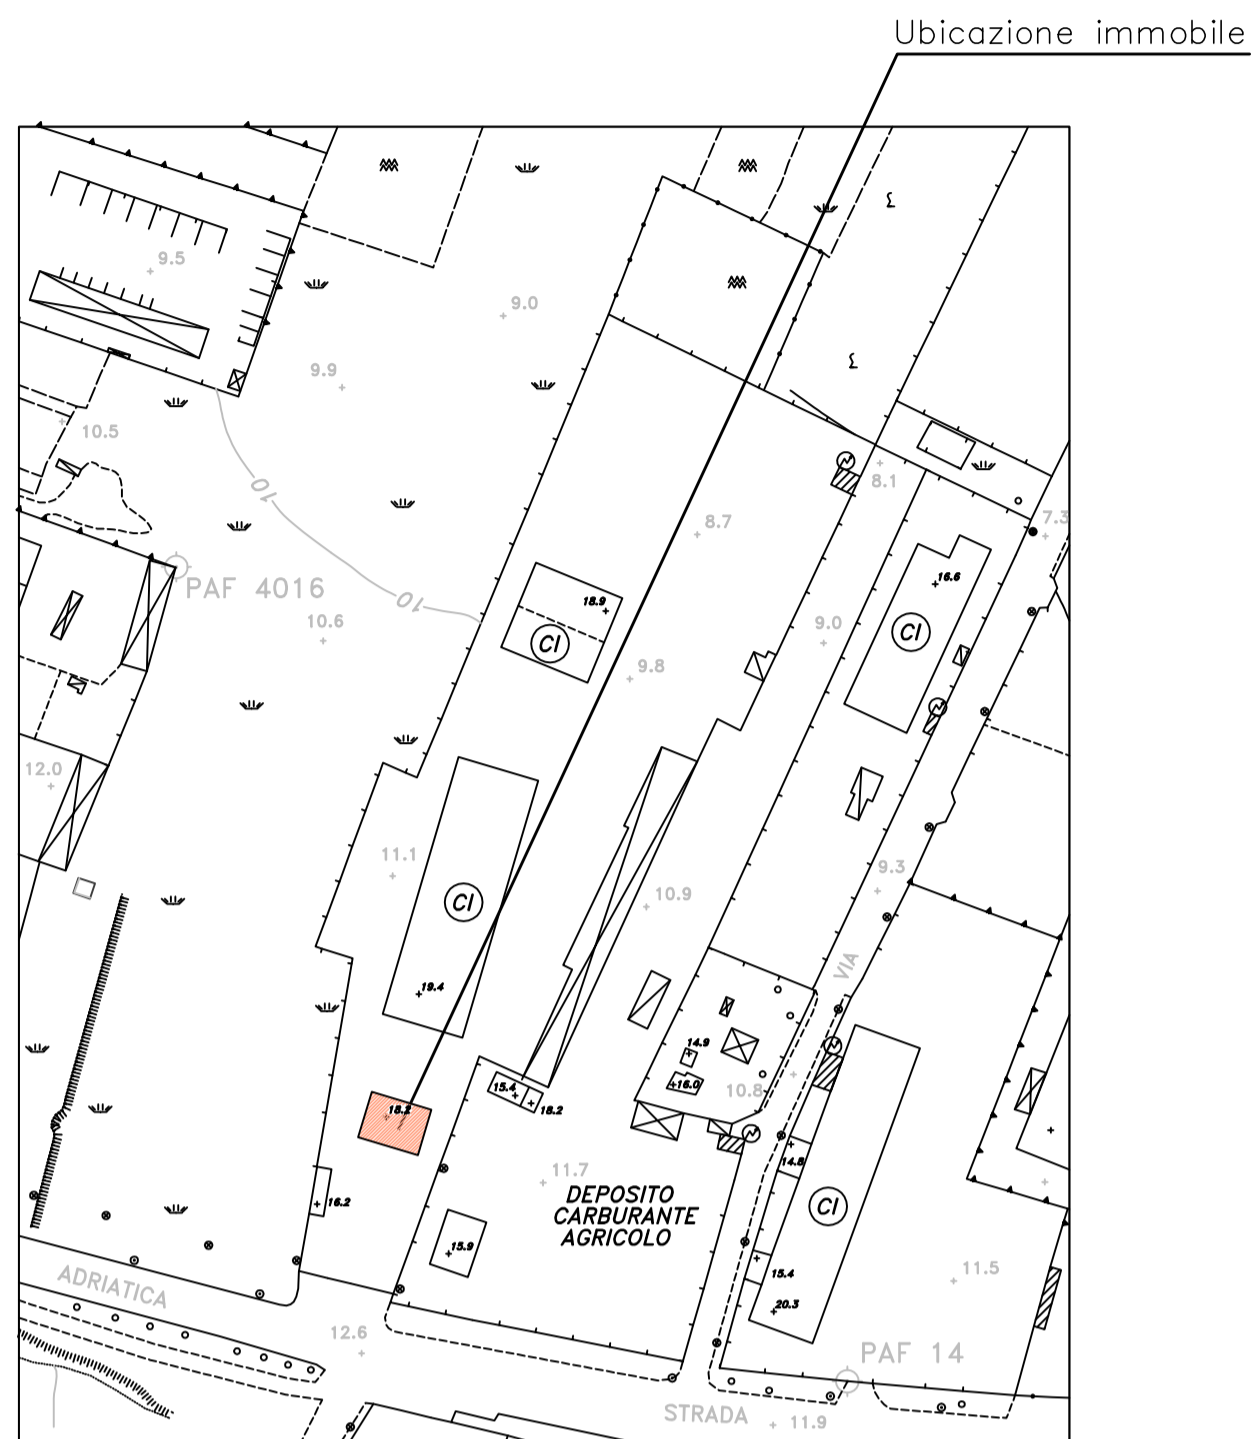 Ubicazione immobile
9.5
9.0
9.9
10.5
10
8.1
8.7
7.3
PAF 4016
10
18.9
16.6
10.6
CI
9.0
CI
9.8
12.0
11.1
9.3
10.9
CI
VIA
19.4
14.9
15.4
16.0
10.8
18.2
18.2
14.8
11.7
DEPOSITO
CARBURANTE
AGRICOLO
16.2
CI
15.9
11.5
15.4
ADRIATICA
20.3
12.6
PAF 14
STRADA
11.9